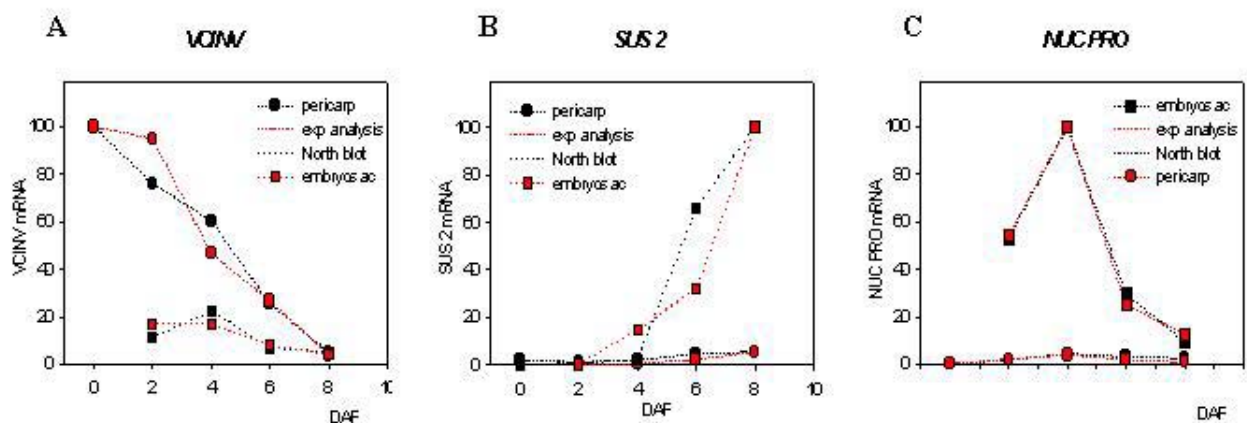 A
VCINV
B
SUS 2
C
NUC PRO
pericarp
exp analysis
North blot
embryos ac
pericarp
exp analysis
North blot
embryos ac
embryos ac
exp analysis
North blot
pericarp
VCINV mRNA
100
80
60
40
20
0
0 2 4 6 8 10
DAF
SUS 2 mRNA
100
80
60
40
20
0
0 2 4 6 8 10
DAF
NUC PRO mRNA
100
80
60
40
20
0
DAF